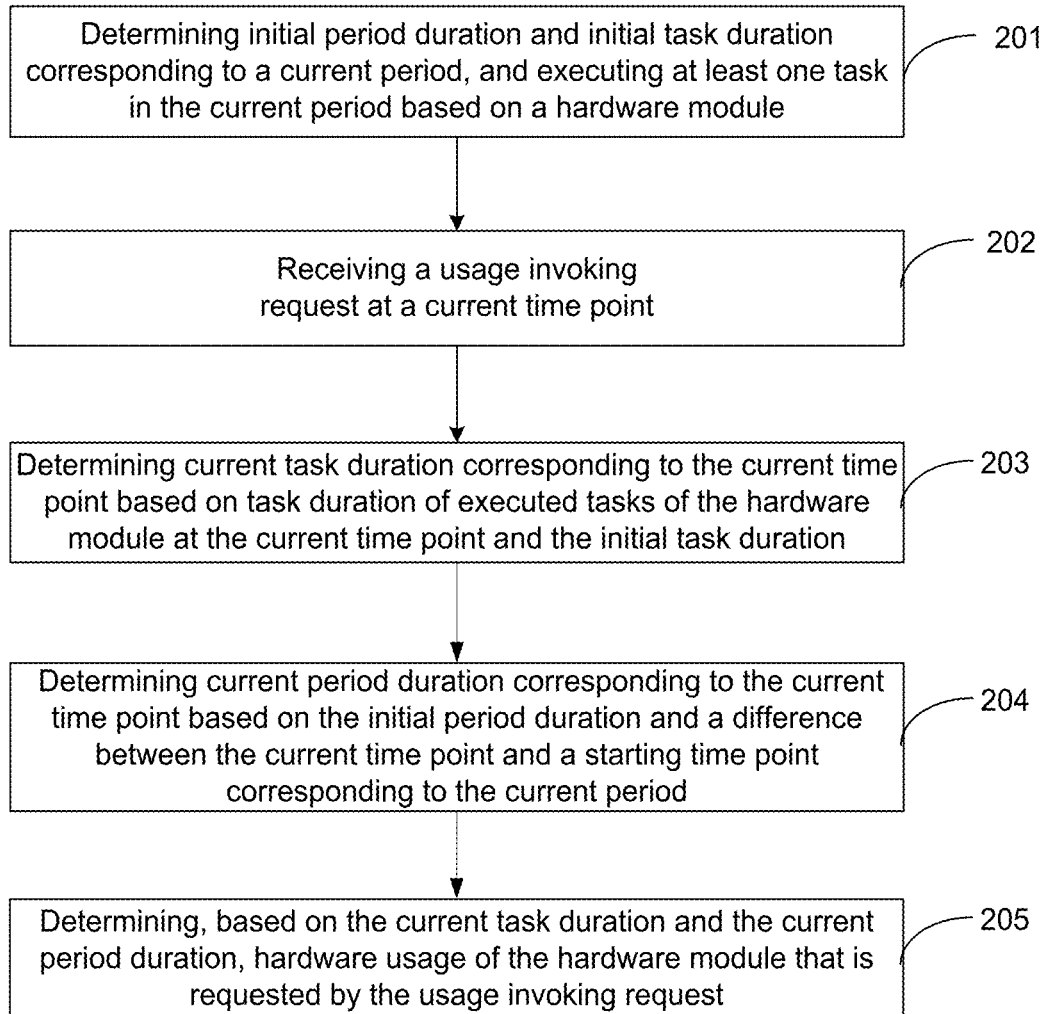 Determining initial period duration and initial task duration
corresponding to a current period, and executing at least one task
in the current period based on a hardware module
201
Receiving a usage invoking
request at a current time point
202
Determining current task duration corresponding to the current time
point based on task duration of executed tasks of the hardware
module at the current time point and the initial task duration
203
Determining current period duration corresponding to the current
time point based on the initial period duration and a difference
between the current time point and a starting time point
corresponding to the current period
204
Determining, based on the current task duration and the current
period duration, hardware usage of the hardware module that is
requested by the usage invoking request
205